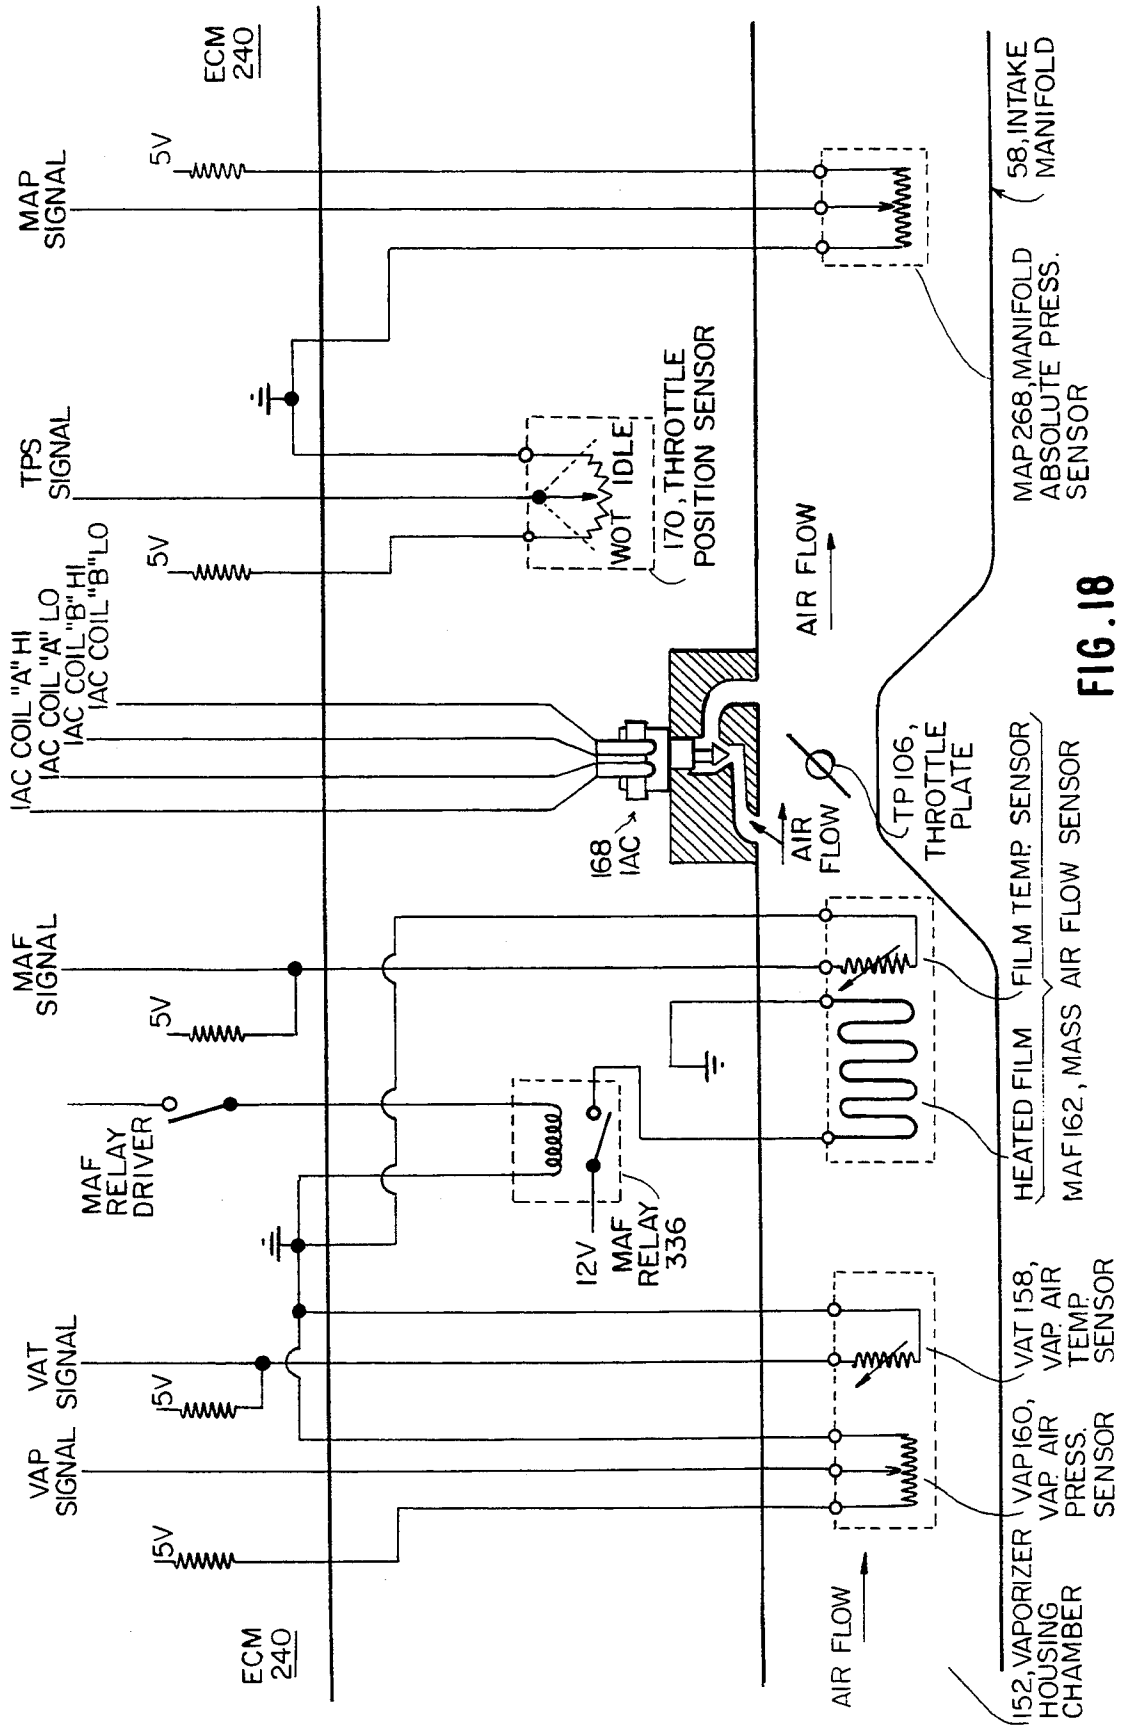 ECM
240
VAP
SIGNAL
5V
VAT
SIGNAL
5V
MAF
RELAY
DRIVER
MAF
SIGNAL
5V
IAC COIL "A" HI
IAC COIL "A" LO
IAC COIL "B" HI
IAC COIL "B" LO
TPS
SIGNAL
5V
MAP
SIGNAL
5V
ECM
240
12V
MAF
RELAY
336
168
IAC
WOT IDLE
170, THROTTLE
POSITION SENSOR
AIR FLOW
AIR
FLOW
AIR FLOW
TP 106,
THROTTLE
PLATE
152, VAPORIZER
HOUSING
CHAMBER
VAP 160,
VAP. AIR
PRESS.
SENSOR
VAT 158,
VAP. AIR
TEMP.
SENSOR
HEATED FILM
FILM TEMP. SENSOR
MAF 162, MASS AIR FLOW SENSOR
MAP 268, MANIFOLD
ABSOLUTE PRESS.
SENSOR
58, INTAKE
MANIFOLD
FIG. 18